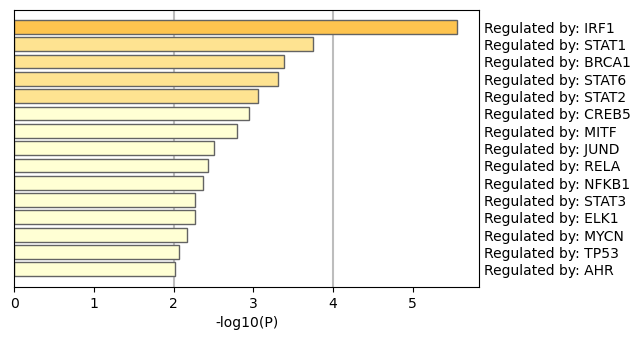 Regulated by: IRF1
Regulated by: STAT1
Regulated by: BRCA1
Regulated by: STAT6
Regulated by: STAT2
Regulated by: CREB5
Regulated by: MITF
Regulated by: JUND
Regulated by: RELA
Regulated by: NFKB1
Regulated by: STAT3
Regulated by: ELK1
Regulated by: MYCN
Regulated by: TP53
Regulated by: AHR
0 1 2 3 4 5
-log10(P)